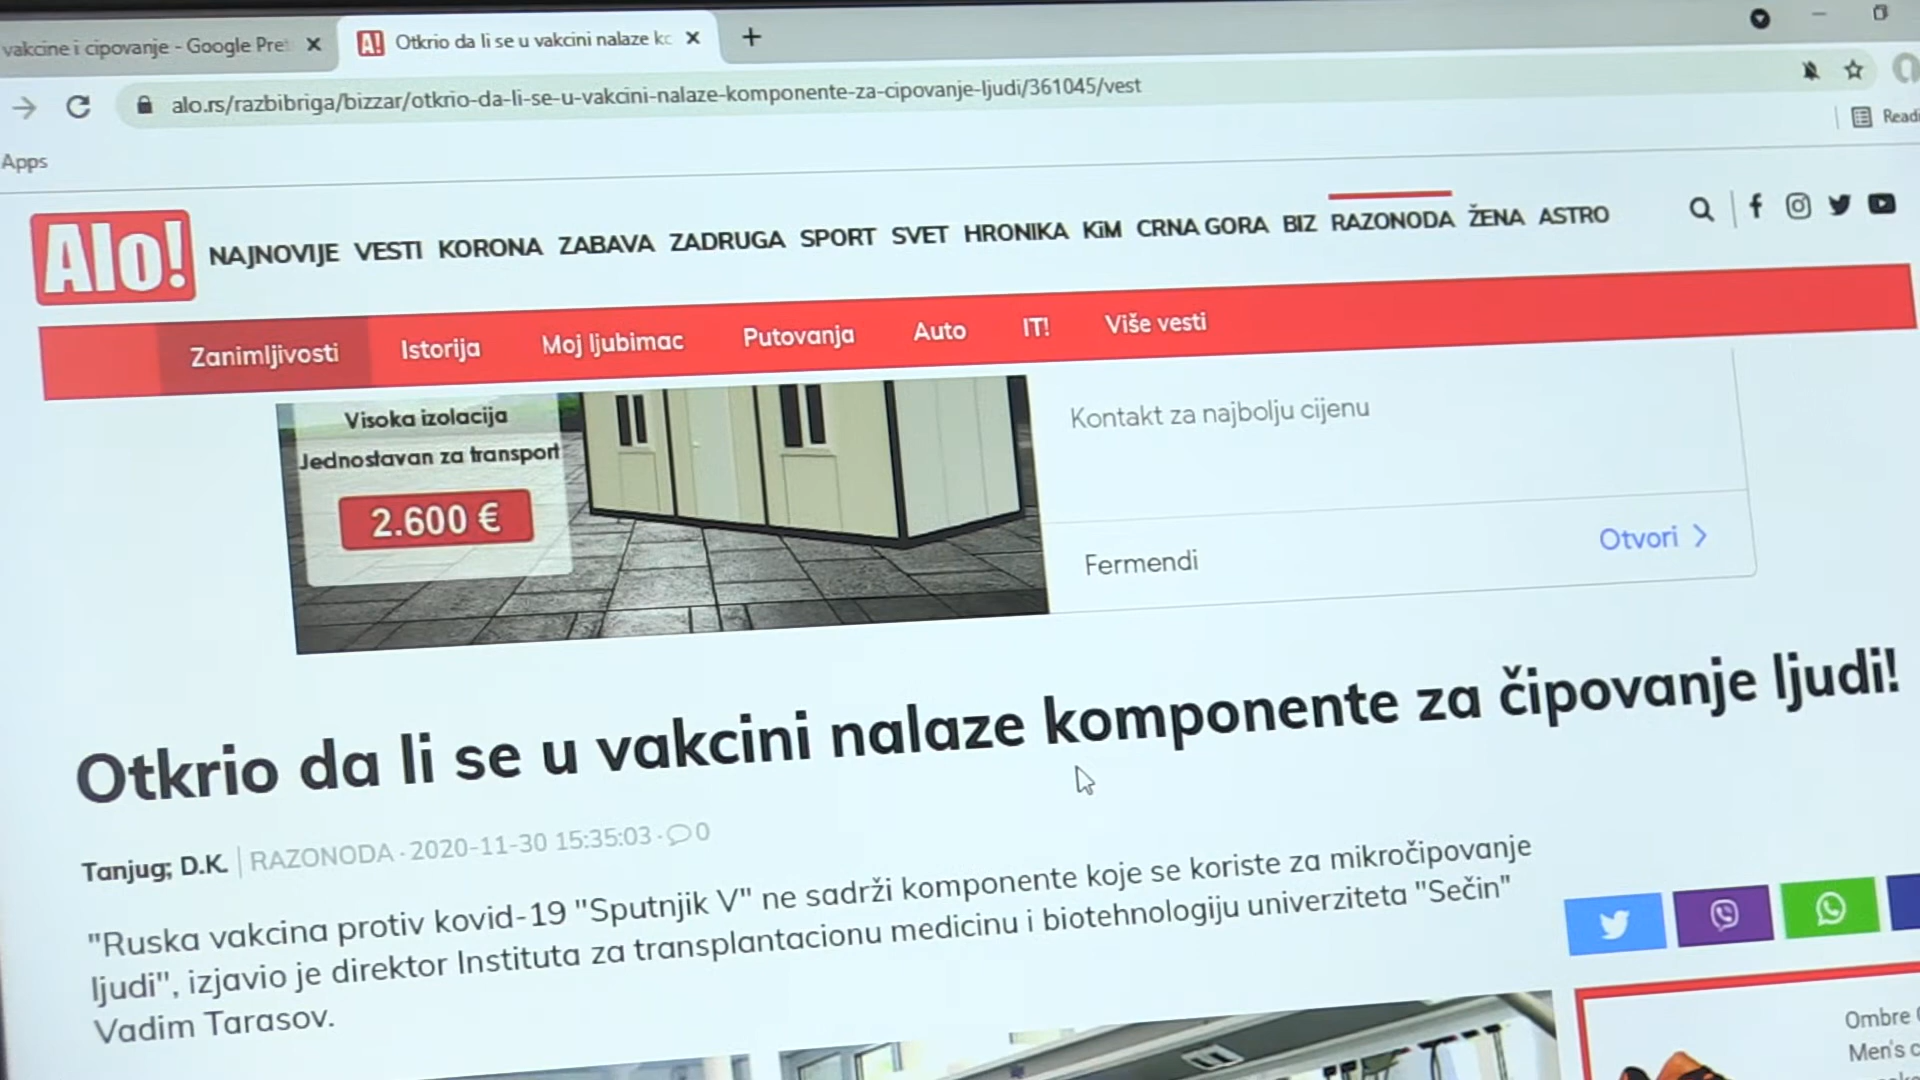 vakcine i cipovanje - Google Pre
Otkrio da li se u vakcini nalaze kc
alo.rs/razbibriga/bizzar/otkrio-da-li-se-u-vakcini-nalaze-komponente-za-cipovanje-ljudi/361045/vest
Readi
Apps
Alo!
NAJNOVIJE VESTI KORONA ZABAVA ZADRUGA SPORT SVET HRONIKA KiM CRNA GORA BIZ RAZONODA ŽENA ASTRO
Zanimljivosti Istorija Moj ljubimac Putovanja Auto IT! Više vesti
Visoka izolacija
Jednostavan za transport
2.600 €
Kontakt za najbolju cijenu
Fermendi
Otvori
Otkrio da li se u vakcini nalaze komponente za čipovanje ljudi!
Tanjug; D.K. | RAZONODA · 2020-11-30 15:35:03 · 0
"Ruska vakcina protiv kovid-19 "Sputnjik V" ne sadrži komponente koje se koriste za mikročipovanje
ljudi", izjavio je direktor Instituta za transplantacionu medicinu i biotehnologiju univerziteta "Sečin"
Vadim Tarasov.
Ombre
Men's c